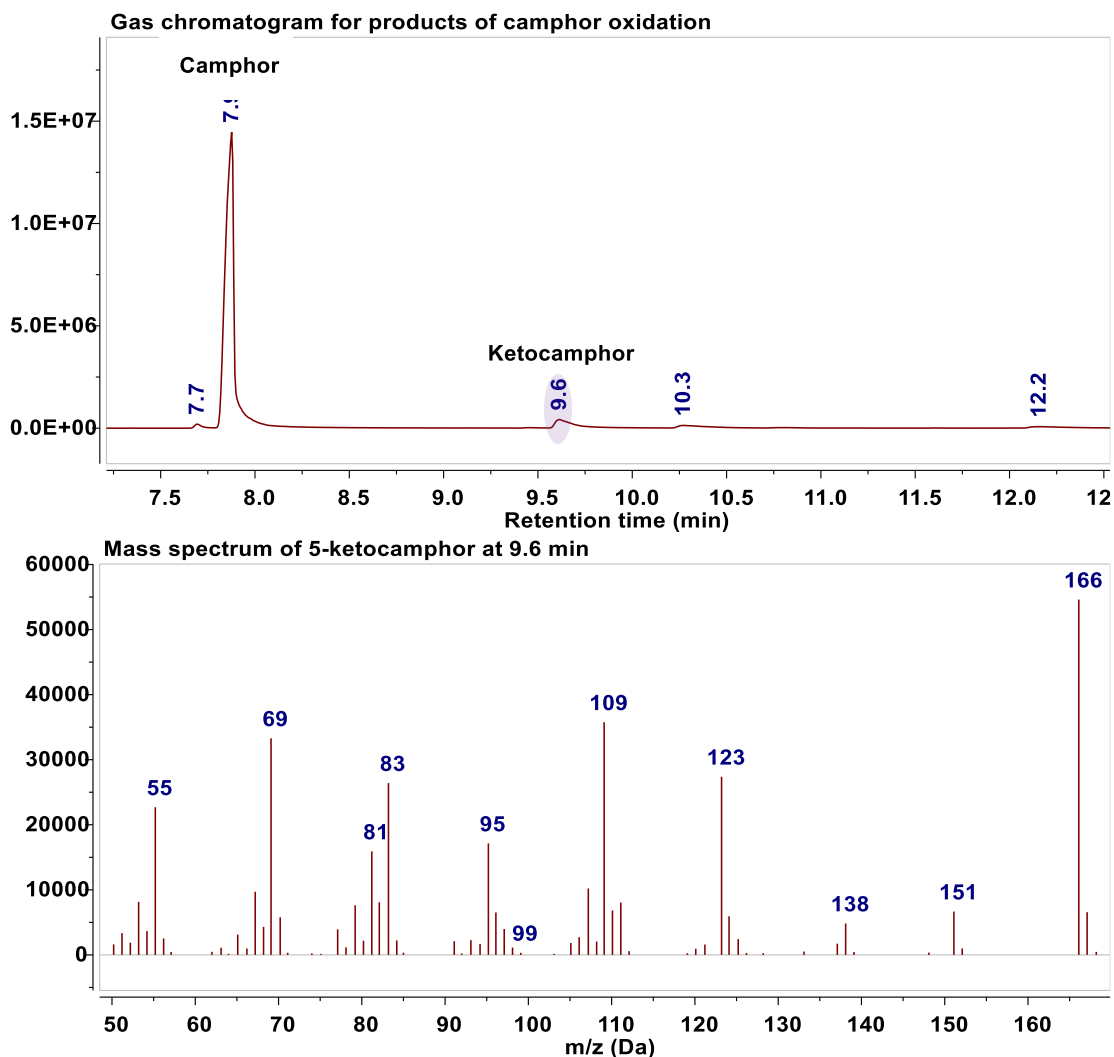 Gas chromatogram for products of camphor oxidation
Camphor
1.5E+07
1.0E+07
5.0E+06
0.0E+00
7.7
Ketocamphor
9.6
10.3
12.2
7.5 8.0 8.5 9.0 9.5 10.0 10.5 11.0 11.5 12.0 12
Retention time (min)
Mass spectrum of 5-ketocamphor at 9.6 min
60000
50000
40000
30000
20000
10000
0
55
69
81
83
95
99
109
123
138
151
166
50 60 70 80 90 100 110 120 130 140 150 160
m/z (Da)